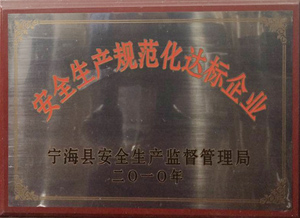 安全生产规范化达标企业
宁海县安全生产监督管理局
二〇一〇年